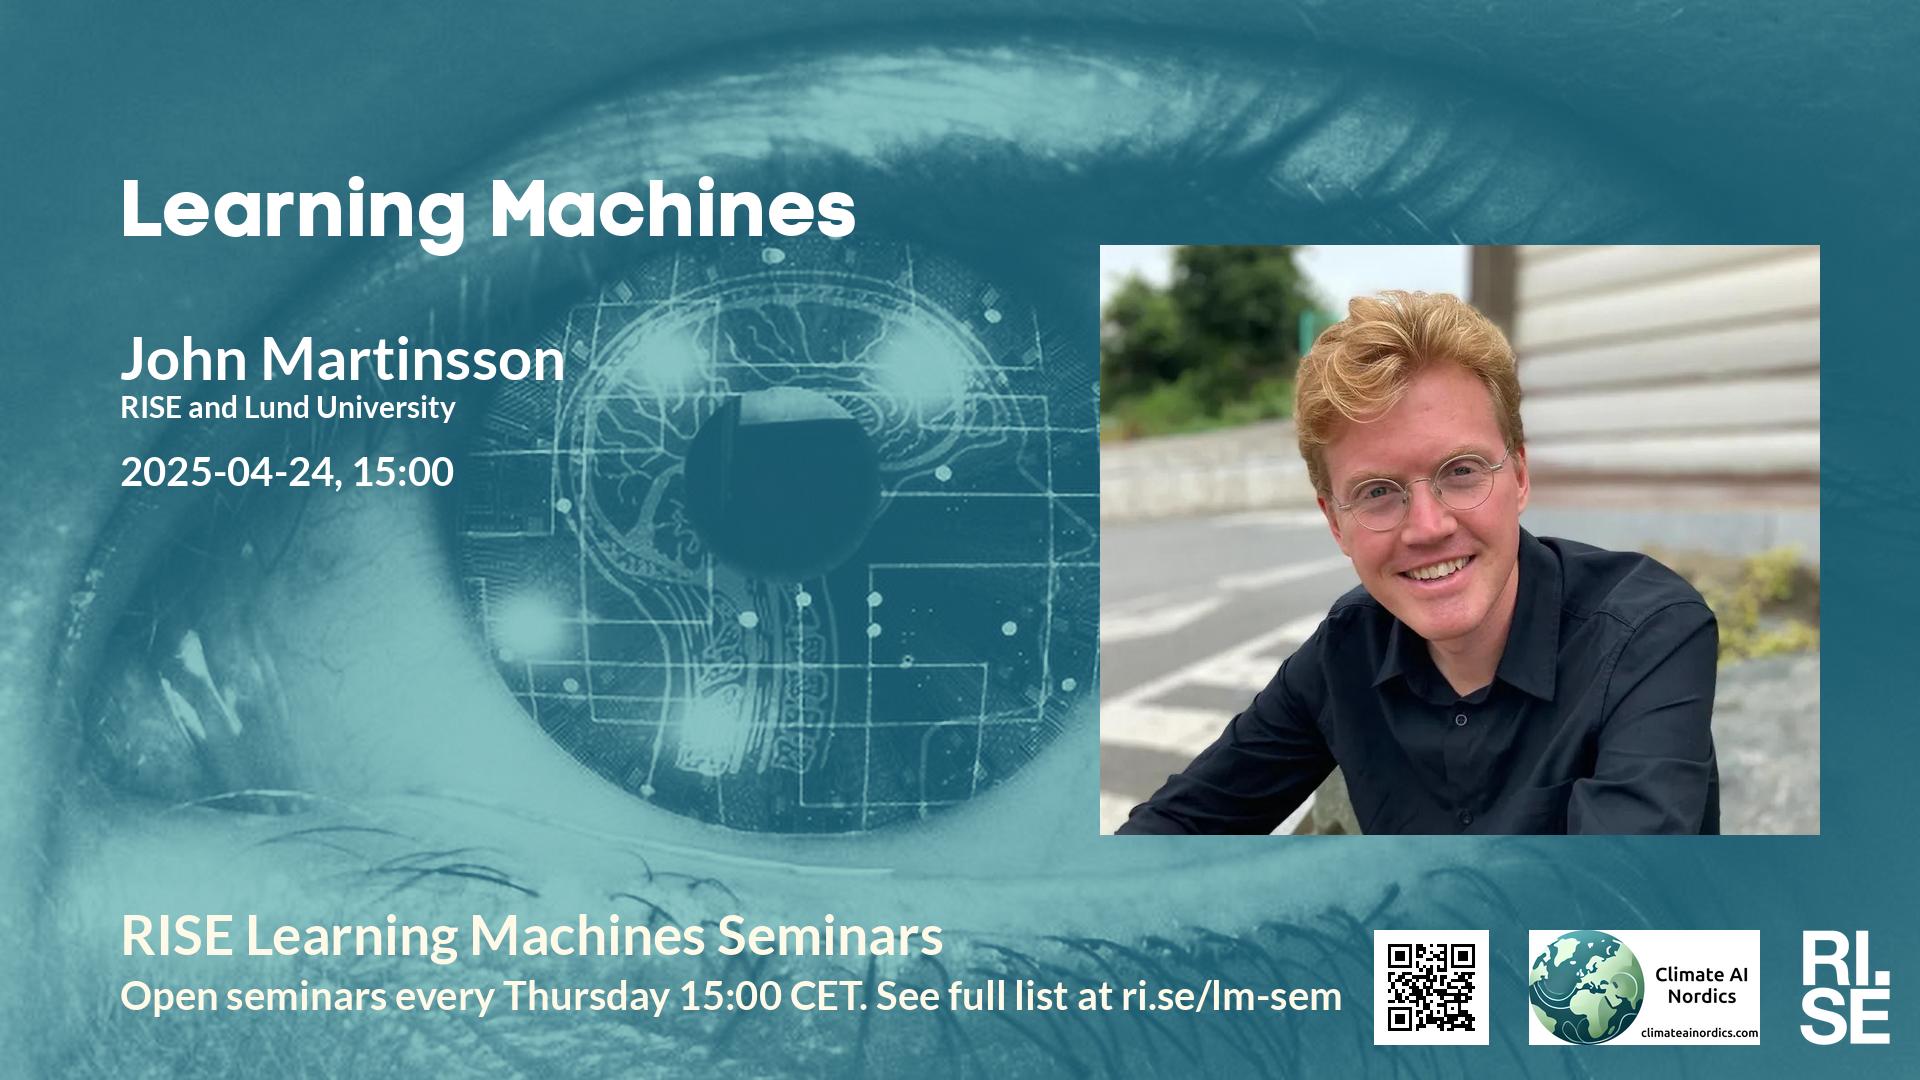 Learning Machines
John Martinsson
RISE and Lund University
2025-04-24, 15:00
RISE Learning Machines Seminars
Open seminars every Thursday 15:00 CET. See full list at ri.se/lm-sem
Climate AI
Nordics
climateainordics.com
RI.
SE